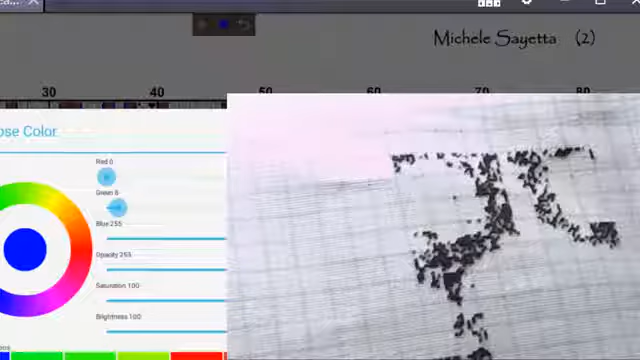 Michele Sayetta (2)
30 40 50 60 70 80
ose Color
Red 0
Green 8
Blue 255
Opacity 255
Saturation 100
Brightness 100